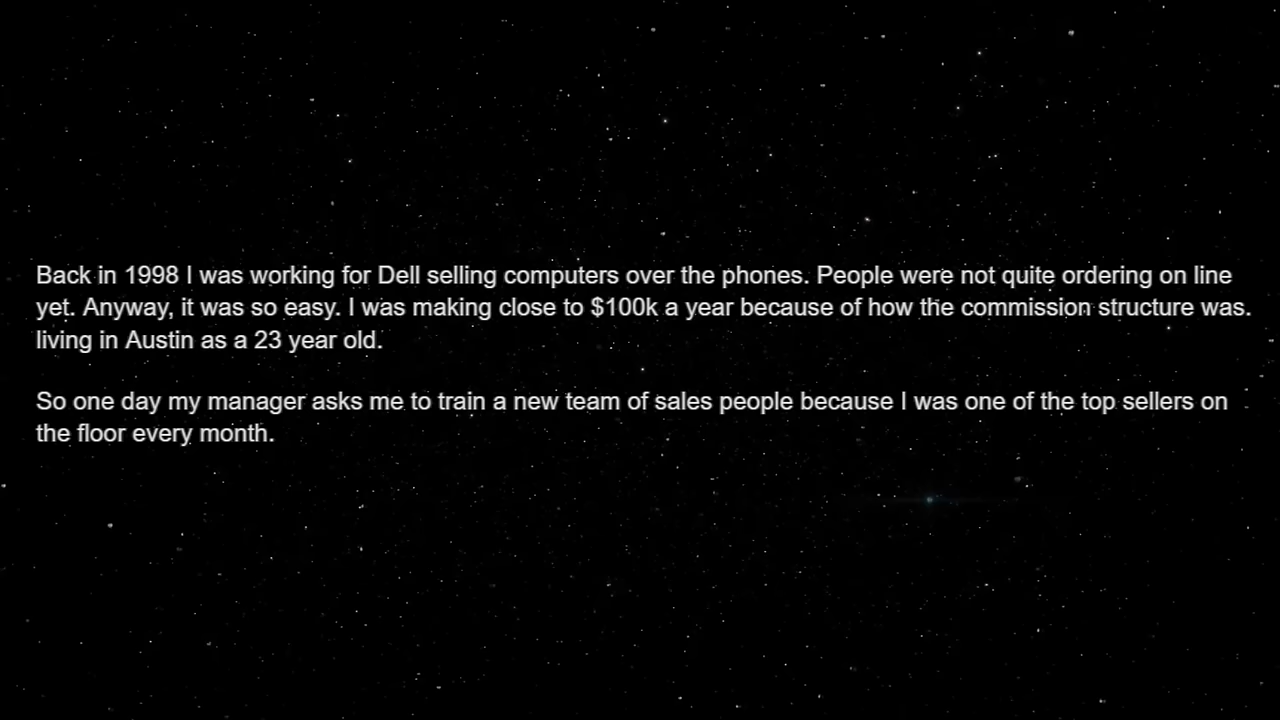 Back in 1998 I was working for Dell selling computers over the phones. People were not quite ordering on line
yet. Anyway, it was so easy. I was making close to $100k a year because of how the commission structure was.
living in Austin as a 23 year old.
So one day my manager asks me to train a new team of sales people because I was one of the top sellers on
the floor every month.